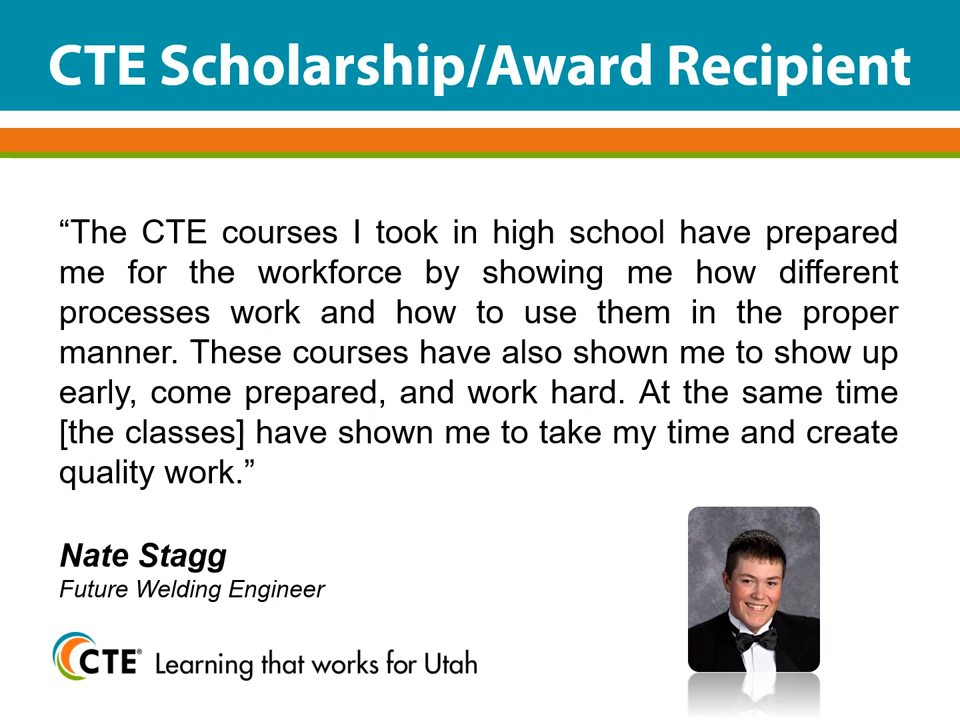 CTE Scholarship/Award Recipient
“The CTE courses I took in high school have prepared
me for the workforce by showing me how different
processes work and how to use them in the proper
manner. These courses have also shown me to show up
early, come prepared, and work hard. At the same time
[the classes] have shown me to take my time and create
quality work.”
Nate Stagg
Future Welding Engineer
CTE® Learning that works for Utah